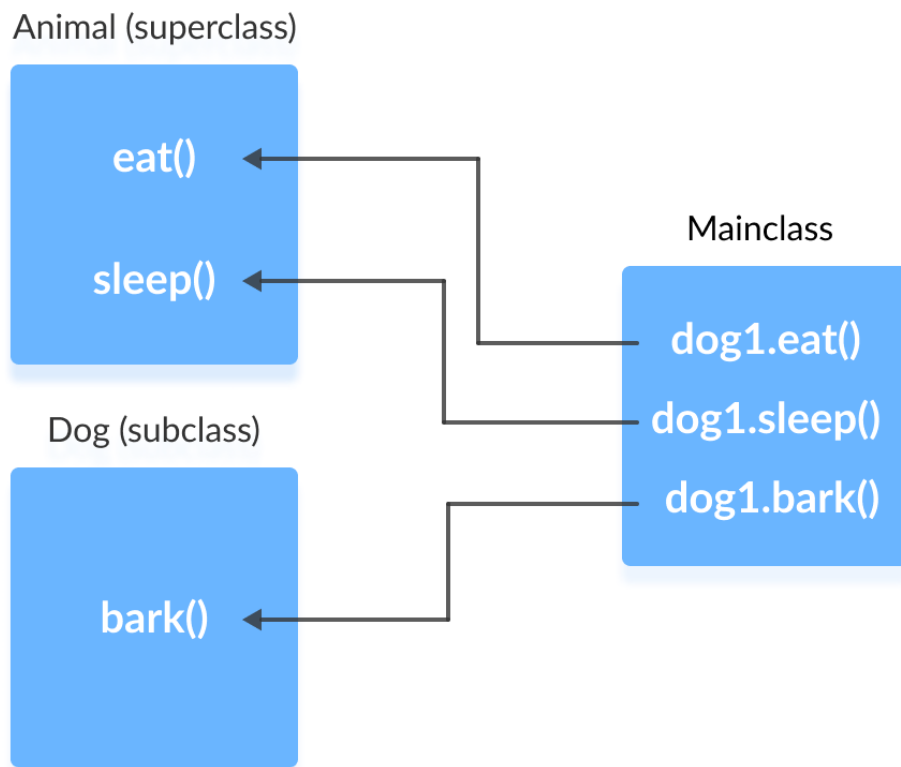 Animal (superclass)
eat()
sleep()
Dog (subclass)
bark()
Mainclass
dog1.eat()
dog1.sleep()
dog1.bark()